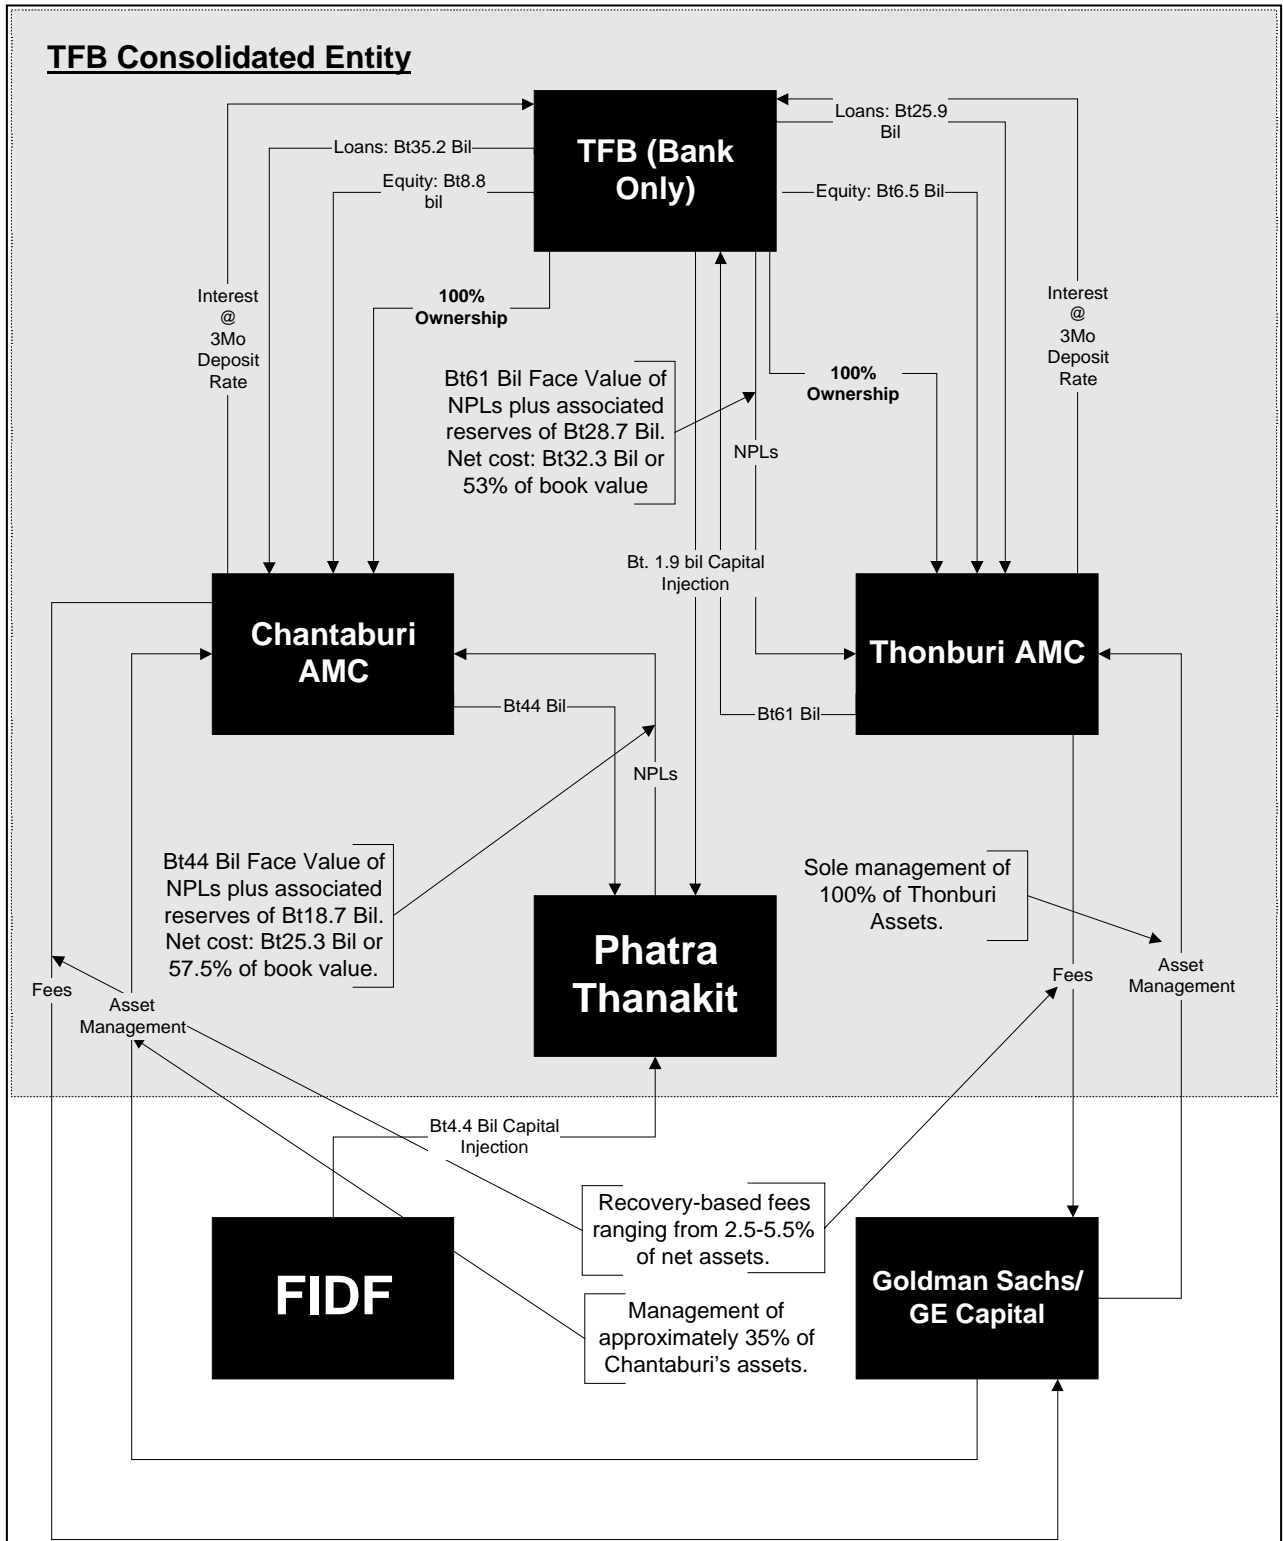 TFB Consolidated Entity
TFB (Bank
Only)
Loans: Bt35.2 Bil
Equity: Bt8.8
bil
Loans: Bt25.9
Bil
Equity: Bt6.5 Bil
Interest
@
3Mo
Deposit
Rate
100%
Ownership
Interest
@
3Mo
Deposit
Rate
Bt61 Bil Face Value of
NPLs plus associated
reserves of Bt28.7 Bil.
Net cost: Bt32.3 Bil or
53% of book value
100%
Ownership
NPLs
Bt. 1.9 bil Capital
Injection
Chantaburi
AMC
Thonburi AMC
Bt44 Bil
Bt61 Bil
NPLs
Bt44 Bil Face Value of
NPLs plus associated
reserves of Bt18.7 Bil.
Net cost: Bt25.3 Bil or
57.5% of book value.
Sole management of
100% of Thonburi
Assets.
Phatra
Thanakit
Fees
Asset
Management
Fees
Asset
Management
Bt4.4 Bil Capital
Injection
Recovery-based fees
ranging from 2.5-5.5%
of net assets.
FIDF
Goldman Sachs/
GE Capital
Management of
approximately 35% of
Chantaburi's assets.